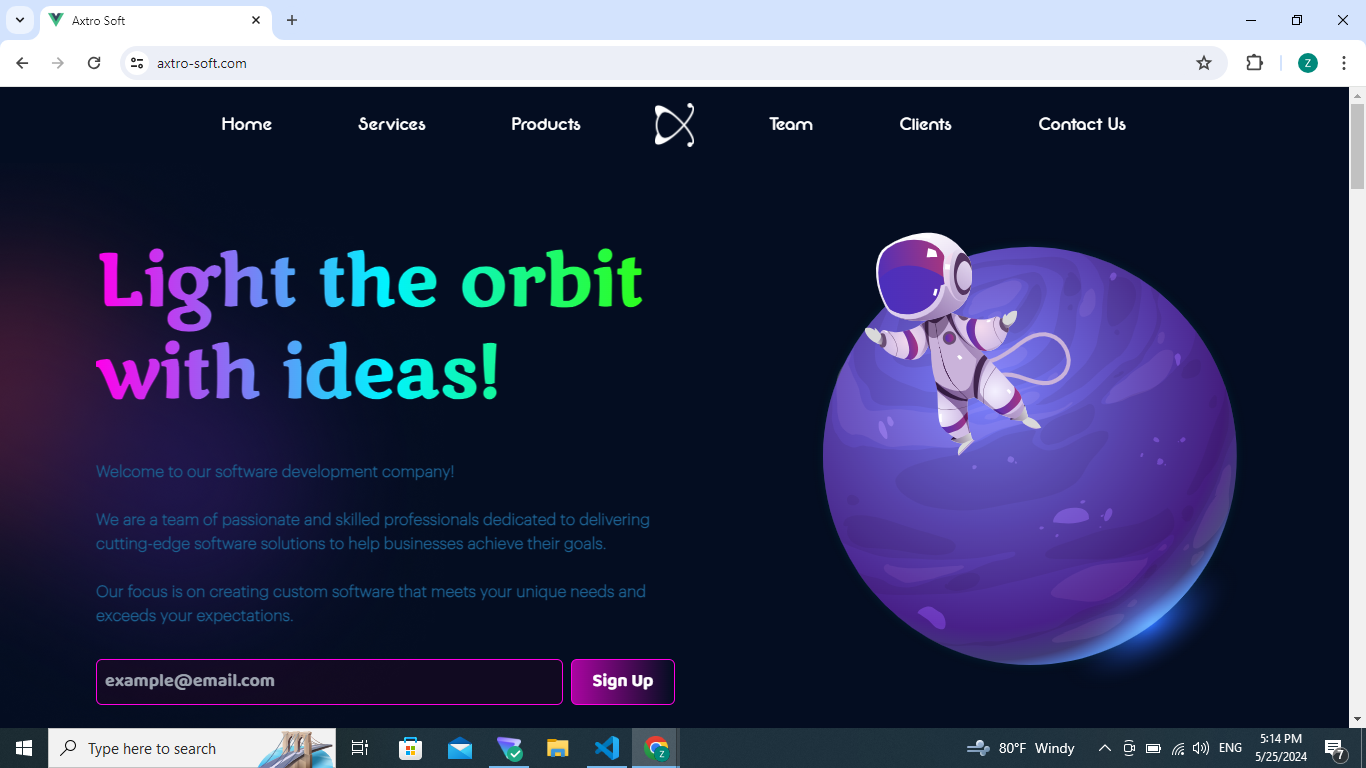 Axtro Soft
axtro-soft.com
Z
Home Services Products Team Clients Contact Us
Light the orbit
with ideas!
Welcome to our software development company!
We are a team of passionate and skilled professionals dedicated to delivering
cutting-edge software solutions to help businesses achieve their goals.
Our focus is on creating custom software that meets your unique needs and
exceeds your expectations.
example@email.com Sign Up
Type here to search
Z
80°F Windy
ENG
5:14 PM
5/25/2024
7